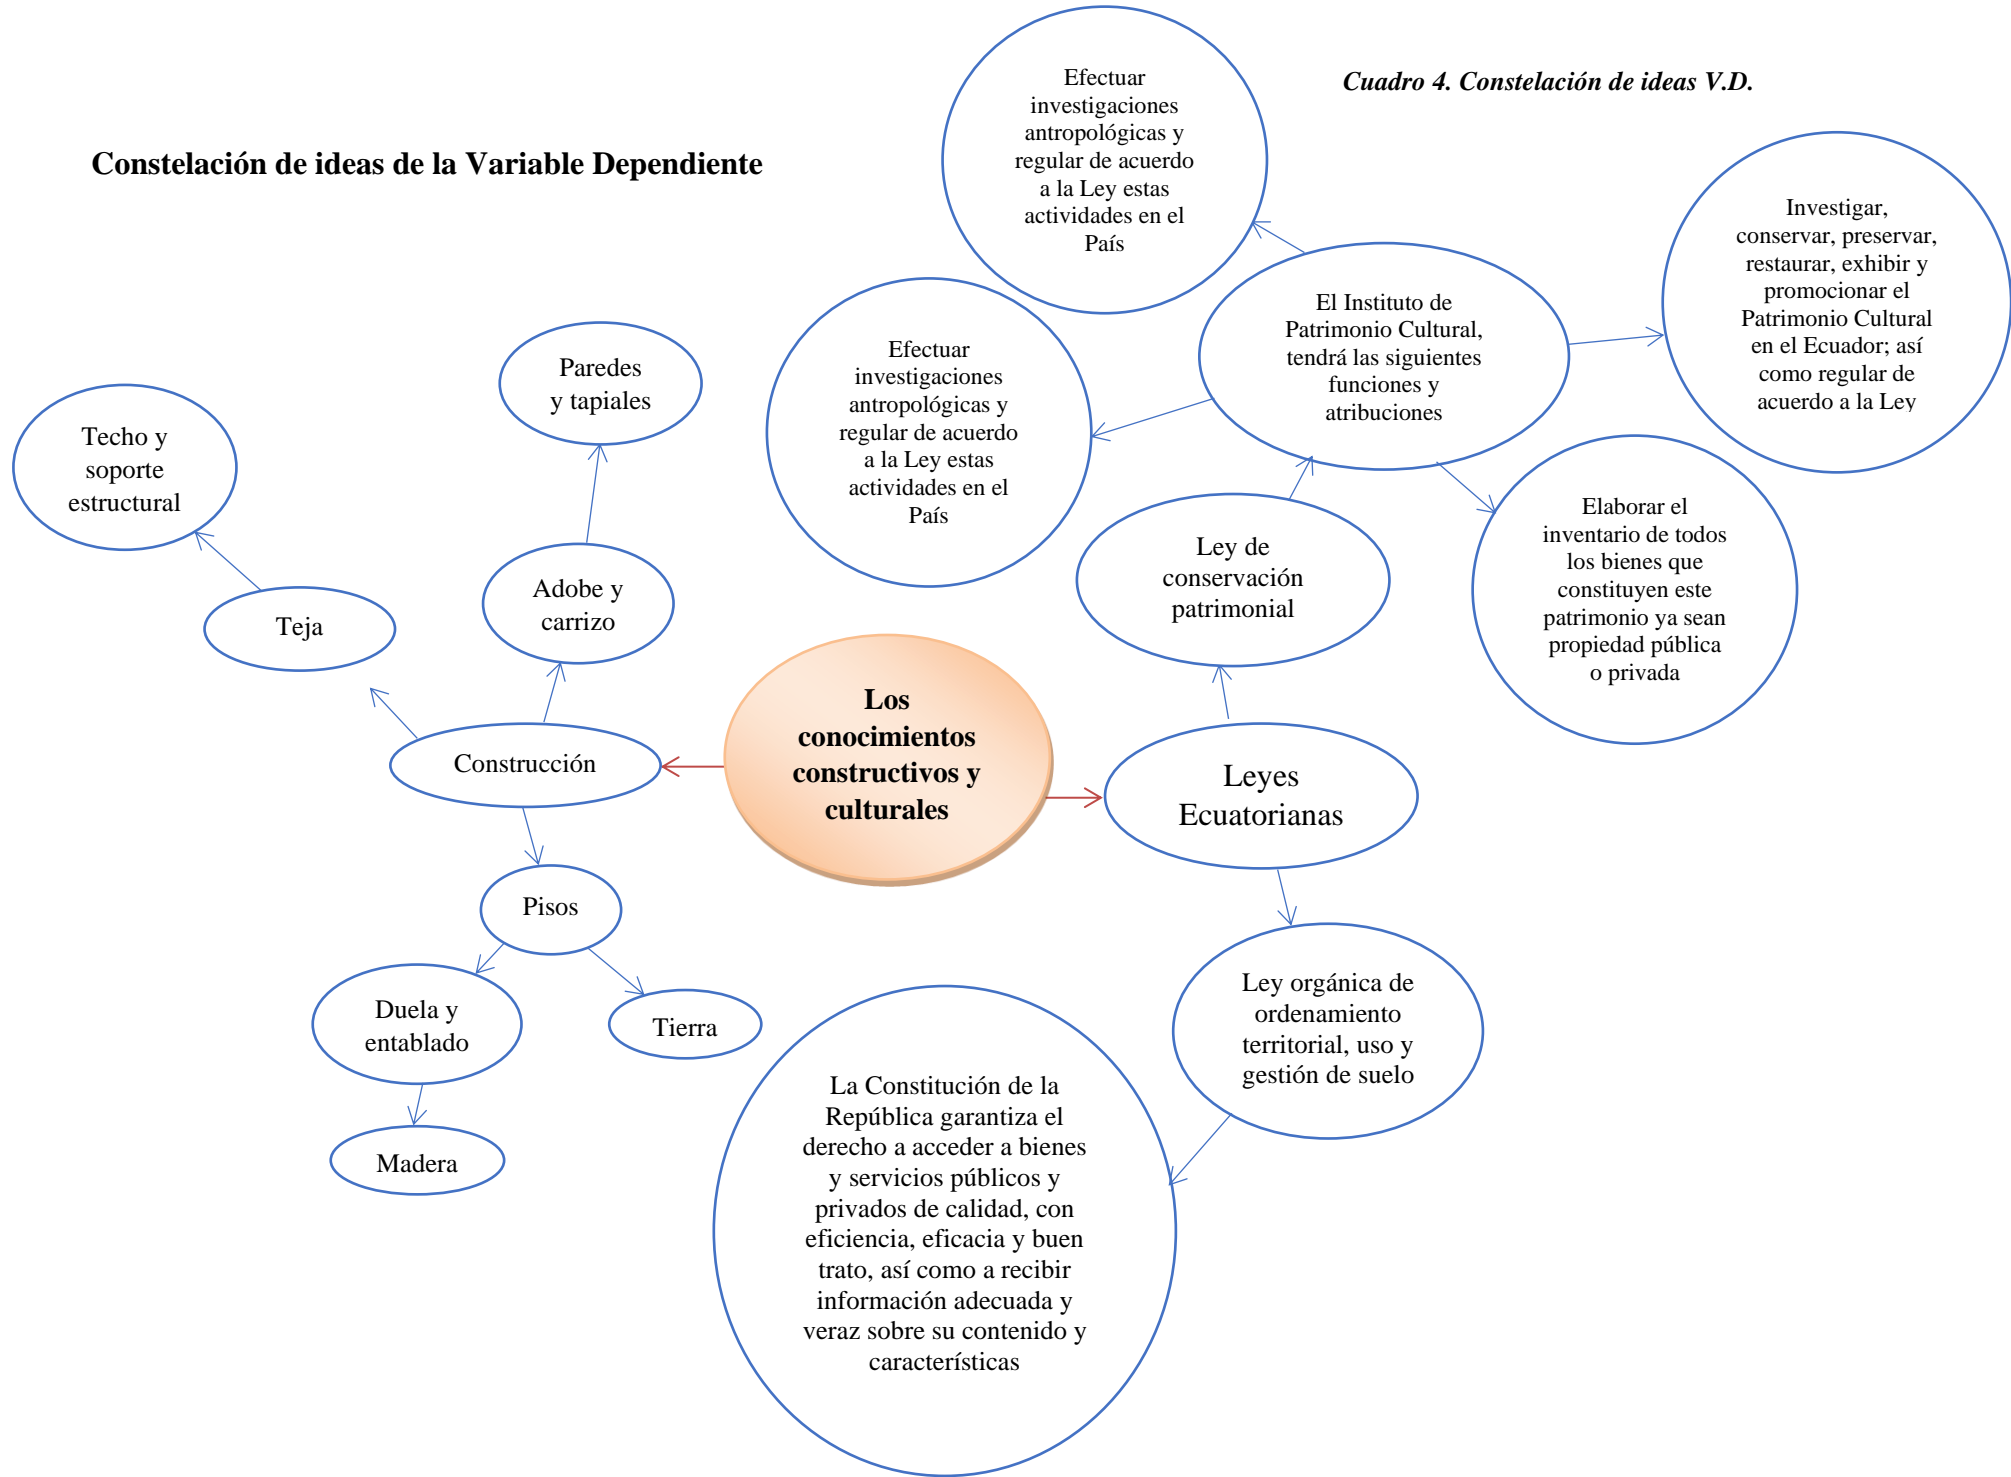 Cuadro 4. Constelación de ideas V.D.
Constelación de ideas de la Variable Dependiente
Efectuar
investigaciones
antropológicas y
regular de acuerdo
a la Ley estas
actividades en el
País
Investigar,
conservar, preservar,
restaurar, exhibir y
promocionar el
Patrimonio Cultural
en el Ecuador; así
como regular de
acuerdo a la Ley
El Instituto de
Patrimonio Cultural,
tendrá las siguientes
funciones y
atribuciones
Efectuar
investigaciones
antropológicas y
regular de acuerdo
a la Ley estas
actividades en el
País
Paredes
y tapiales
Techo y
soporte
estructural
Elaborar el
inventario de todos
los bienes que
constituyen este
patrimonio ya sean
propiedad pública
o privada
Ley de
conservación
patrimonial
Adobe y
carrizo
Teja
Los
conocimientos
constructivos y
culturales
Construcción
Leyes
Ecuatorianas
Pisos
Duela y
entablado
Tierra
Madera
Ley orgánica de
ordenamiento
territorial, uso y
gestión de suelo
La Constitución de la
República garantiza el
derecho a acceder a bienes
y servicios públicos y
privados de calidad, con
eficiencia, eficacia y buen
trato, así como a recibir
información adecuada y
veraz sobre su contenido y
características